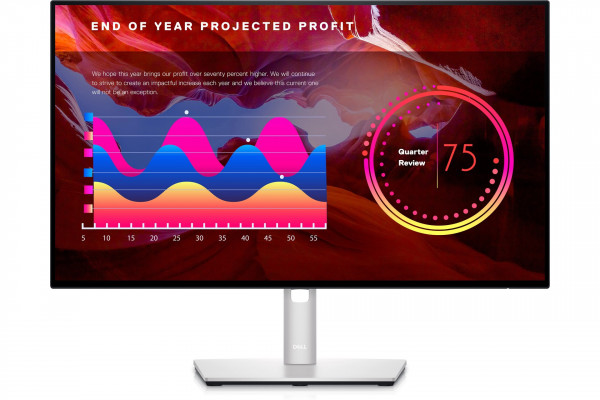 END OF YEAR PROJECTED PROFIT
We hope this year brings our profit over seventy percent higher. We will continue
to strive to create an impactful increase each year and we believe this current one
will not be an exception.
Quarter
Review
75
5 10 15 20 25 30 35 40 45 50 55
DELL